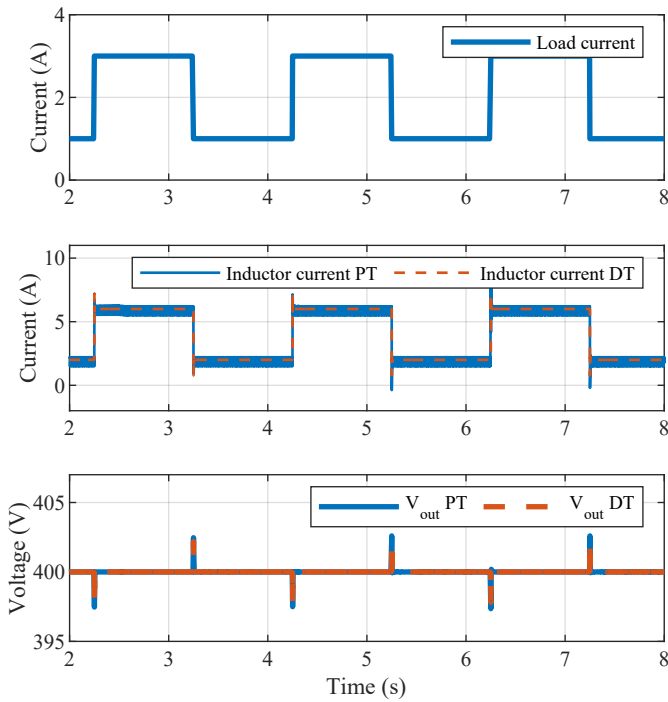 4
2
0
Current (A)
Load current
2 3 4 5 6 7 8
10
5
0
Current (A)
Inductor current PT Inductor current DT
2 3 4 5 6 7 8
405
400
395
Voltage (V)
V_out PT V_out DT
2 3 4 5 6 7 8
Time (s)